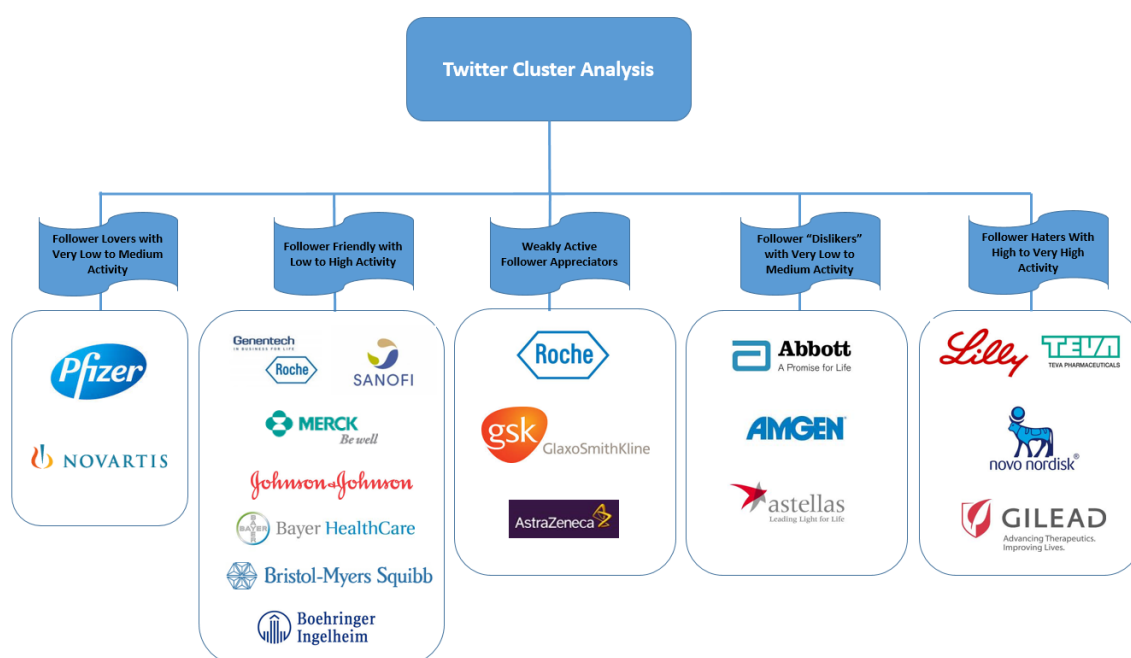 Twitter Cluster Analysis
Follower Lovers with
Very Low to Medium
Activity
Follower Friendly with
Low to High Activity
Weakly Active
Follower Appreciators
Follower “Dislikers”
with Very Low to
Medium Activity
Follower Haters With
High to Very High
Activity
Pfizer
NOVARTIS
Genentech
IN BUSINESS FOR LIFE
Roche
SANOFI
MERCK
Be well
Johnson & Johnson
BAYER
BAYER
Bayer HealthCare
Bristol-Myers Squibb
Boehringer
Ingelheim
Roche
gsk
GlaxoSmithKline
AstraZeneca
Abbott
A Promise for Life
AMGEN®
astellas
Leading Light for Life
Lilly
TEVA
TEVA PHARMACEUTICALS
novo nordisk®
GILEAD
Advancing Therapeutics.
Improving Lives.